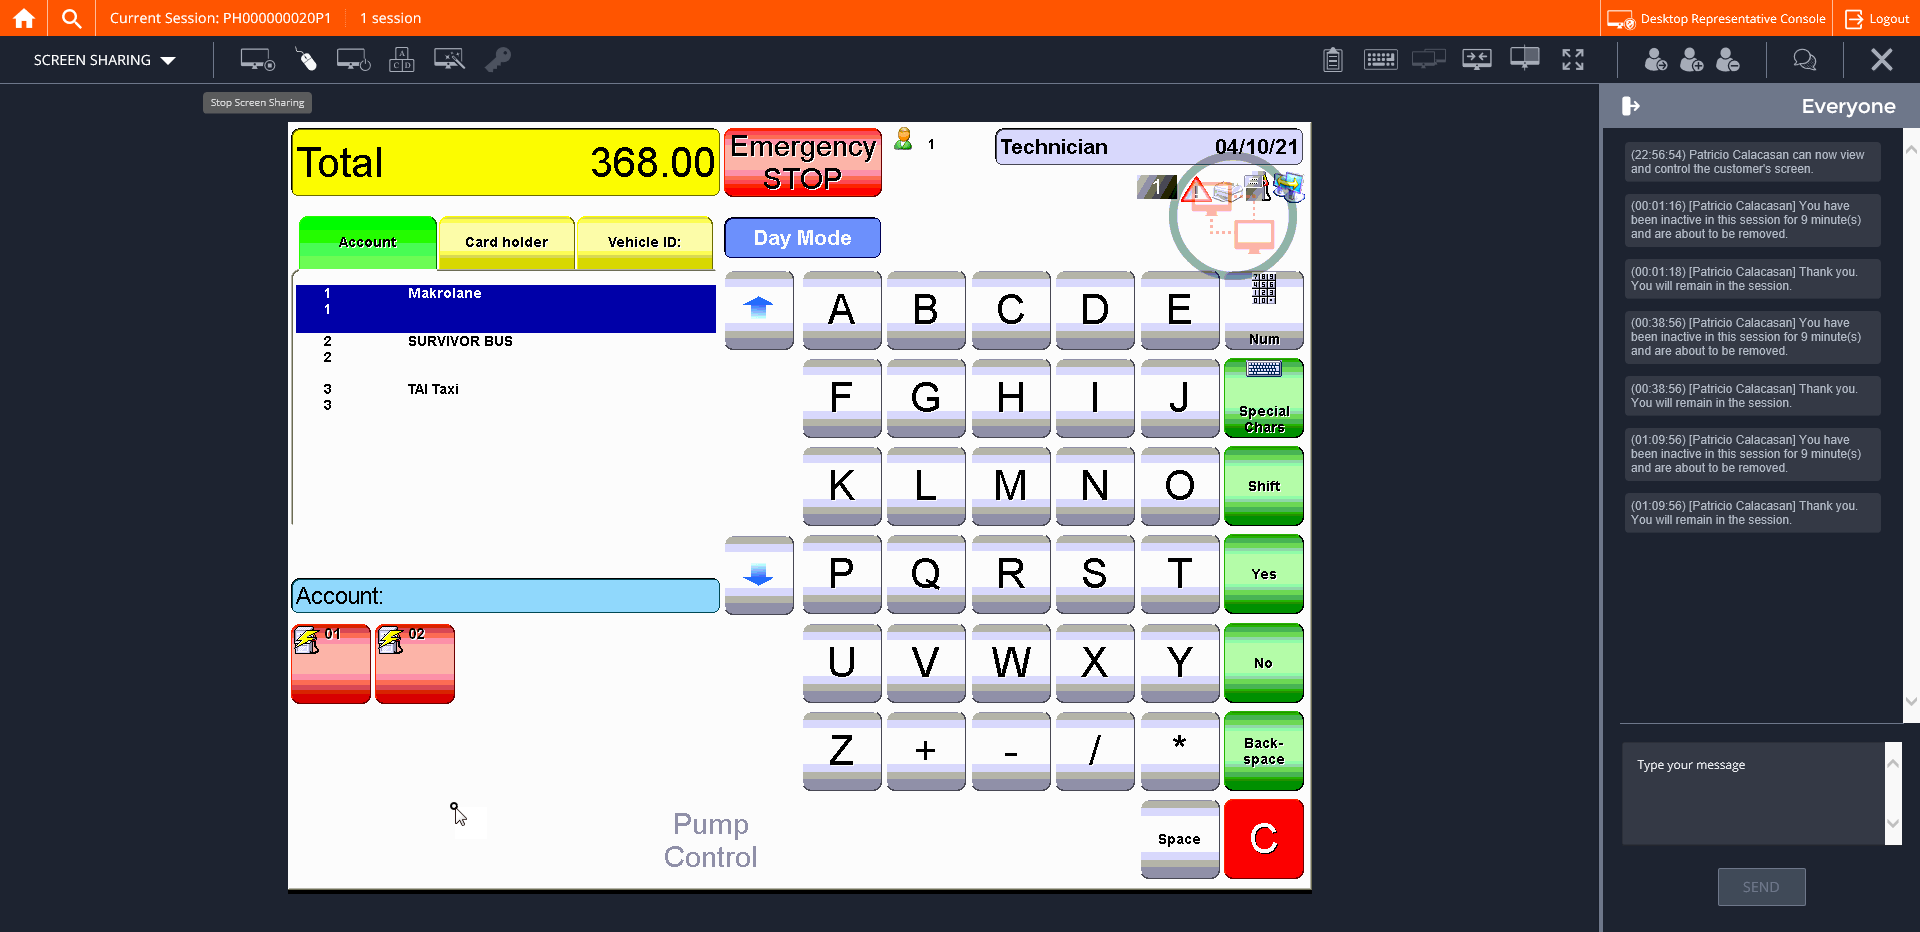 Current Session: PH000000020P1
1 session
Desktop Representative Console
Logout
SCREEN SHARING
Stop Screen Sharing
Total 368.00
Emergency
STOP
1
Technician 04/10/21
1
Account
Card holder
Vehicle ID:
Day Mode
1 Makrolane
1
2 SURVIVOR BUS
2
3 TAI Taxi
3
Account:
01
02
A B C D E
Num
F G H I J
Special
Chars
K L M N O
Shift
P Q R S T
Yes
U V W X Y
No
Z + - / *
Back-
space
Space
C
Pump
Control
Everyone
(22:56:54) Patricio Calacasan can now view
and control the customer's screen.
(00:01:16) [Patricio Calacasan] You have
been inactive in this session for 9 minute(s)
and are about to be removed.
(00:01:18) [Patricio Calacasan] Thank you.
You will remain in the session.
(00:38:56) [Patricio Calacasan] You have
been inactive in this session for 9 minute(s)
and are about to be removed.
(00:38:56) [Patricio Calacasan] Thank you.
You will remain in the session.
(01:09:56) [Patricio Calacasan] You have
been inactive in this session for 9 minute(s)
and are about to be removed.
(01:09:56) [Patricio Calacasan] Thank you.
You will remain in the session.
Type your message
SEND